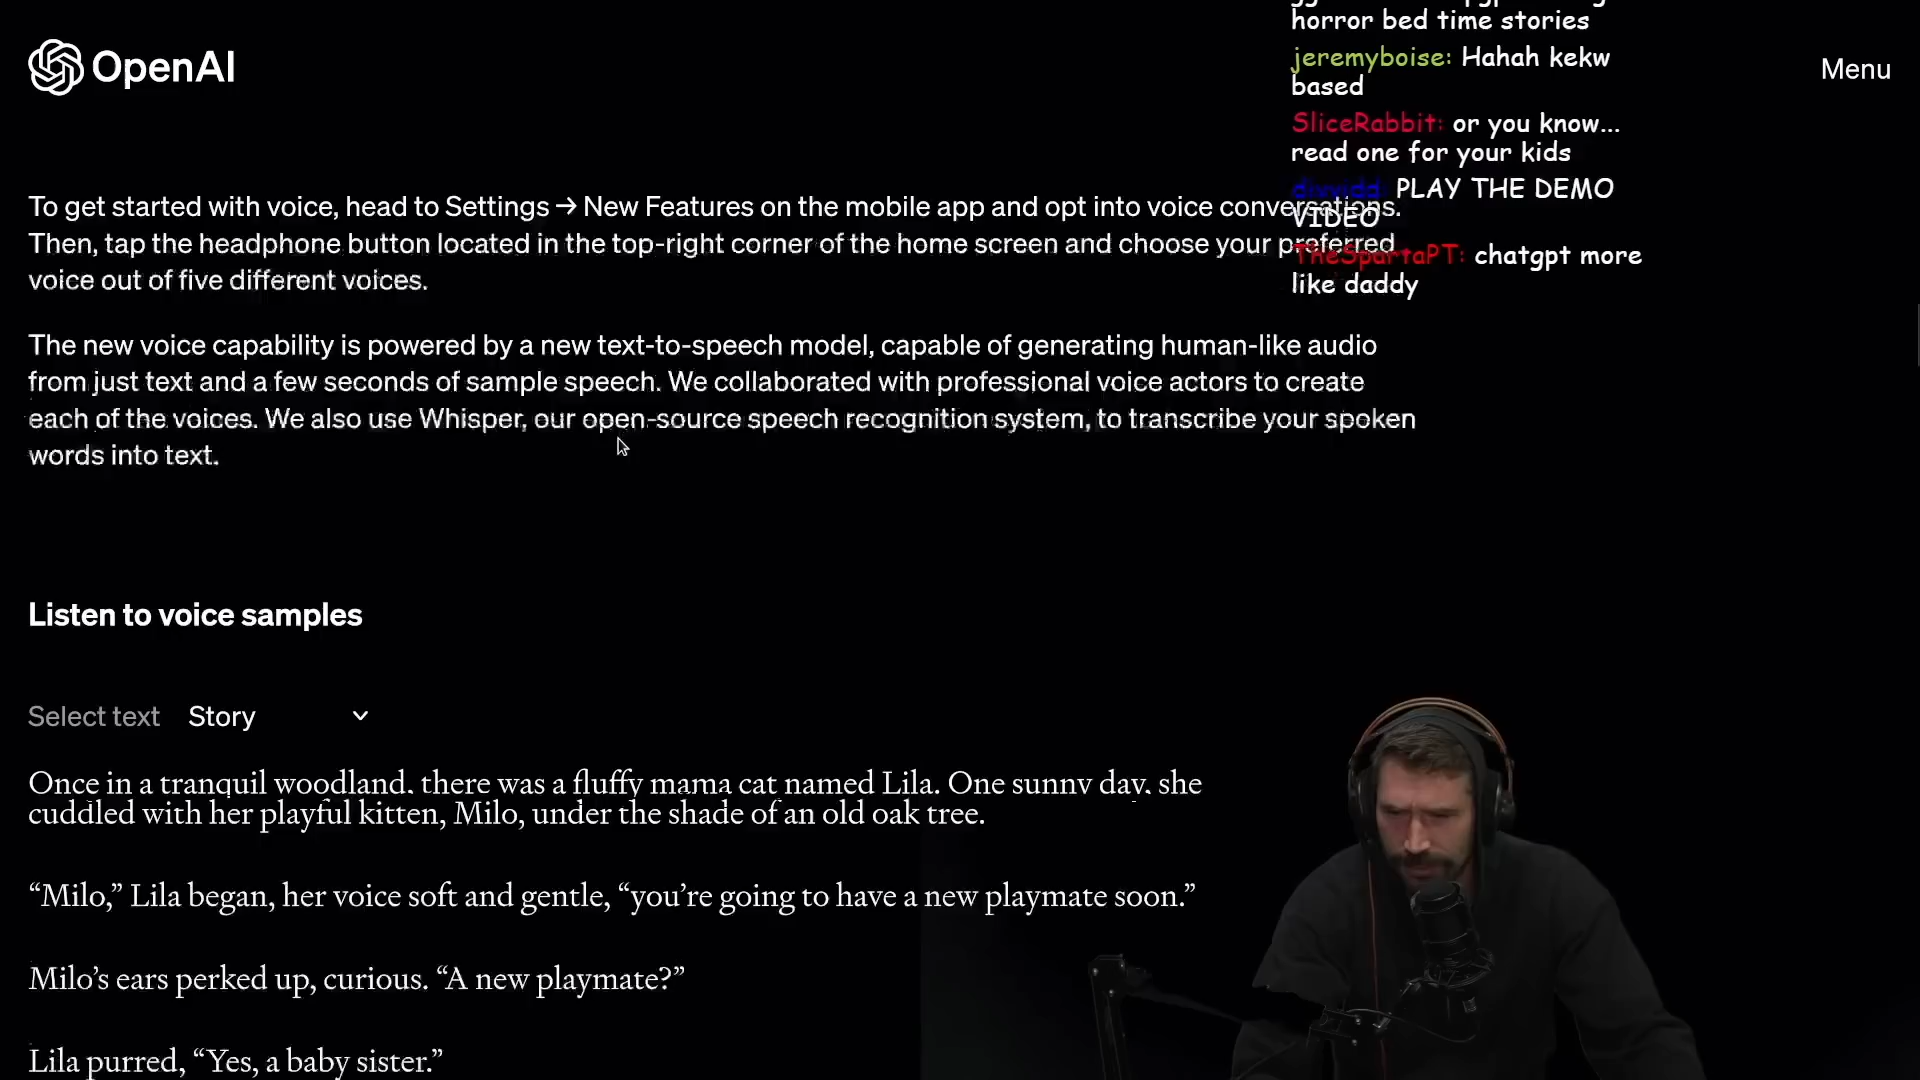 OpenAI
Menu
horror bed time stories
jeremyboise: Hahah kekw
based
SliceRabbit: or you know...
read one for your kids
divvidd: PLAY THE DEMO
VIDEO
TheSpartaPT: chatgpt more
like daddy
To get started with voice, head to Settings → New Features on the mobile app and opt into voice conversations.
Then, tap the headphone button located in the top-right corner of the home screen and choose your preferred
voice out of five different voices.
The new voice capability is powered by a new text-to-speech model, capable of generating human-like audio
from just text and a few seconds of sample speech. We collaborated with professional voice actors to create
each of the voices. We also use Whisper, our open-source speech recognition system, to transcribe your spoken
words into text.
Listen to voice samples
Select text Story
Once in a tranquil woodland, there was a fluffy mama cat named Lila. One sunny day, she
cuddled with her playful kitten, Milo, under the shade of an old oak tree.
“Milo,” Lila began, her voice soft and gentle, “you’re going to have a new playmate soon.”
Milo’s ears perked up, curious. “A new playmate?”
Lila purred, “Yes, a baby sister.”